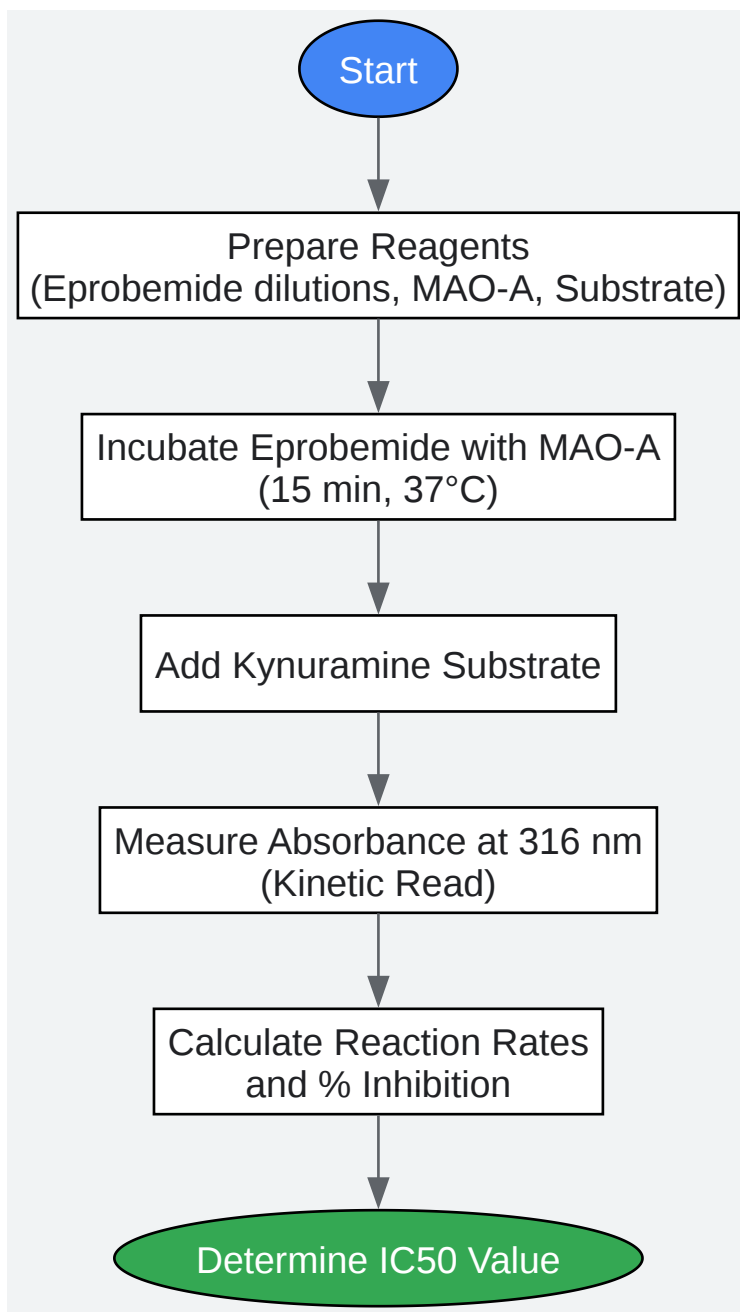 Start
Prepare Reagents
(Eprobemide dilutions, MAO-A, Substrate)
Incubate Eprobemide with MAO-A
(15 min, 37°C)
Add Kynuramine Substrate
Measure Absorbance at 316 nm
(Kinetic Read)
Calculate Reaction Rates
and % Inhibition
Determine IC50 Value